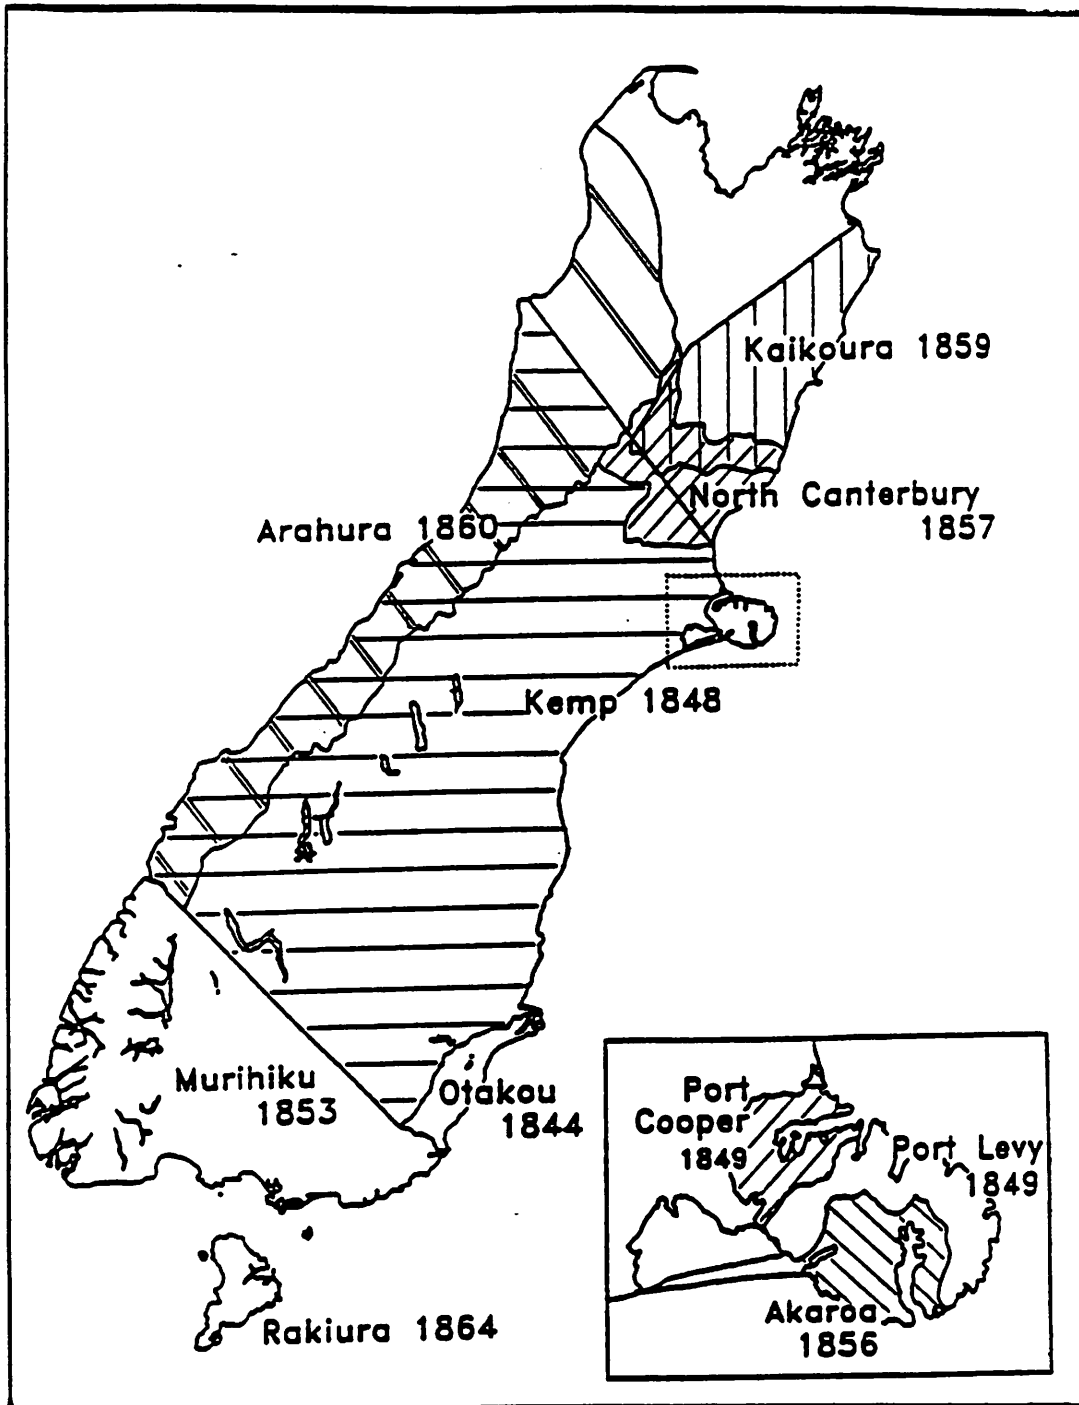 Kaikoura 1859
North Canterbury
1857
Arahura 1860
Kemp 1848
Murihiku
1853
Otakou
1844
Rakiura 1864
Port
Cooper
1849
Port Levy
1849
Akaroa
1856